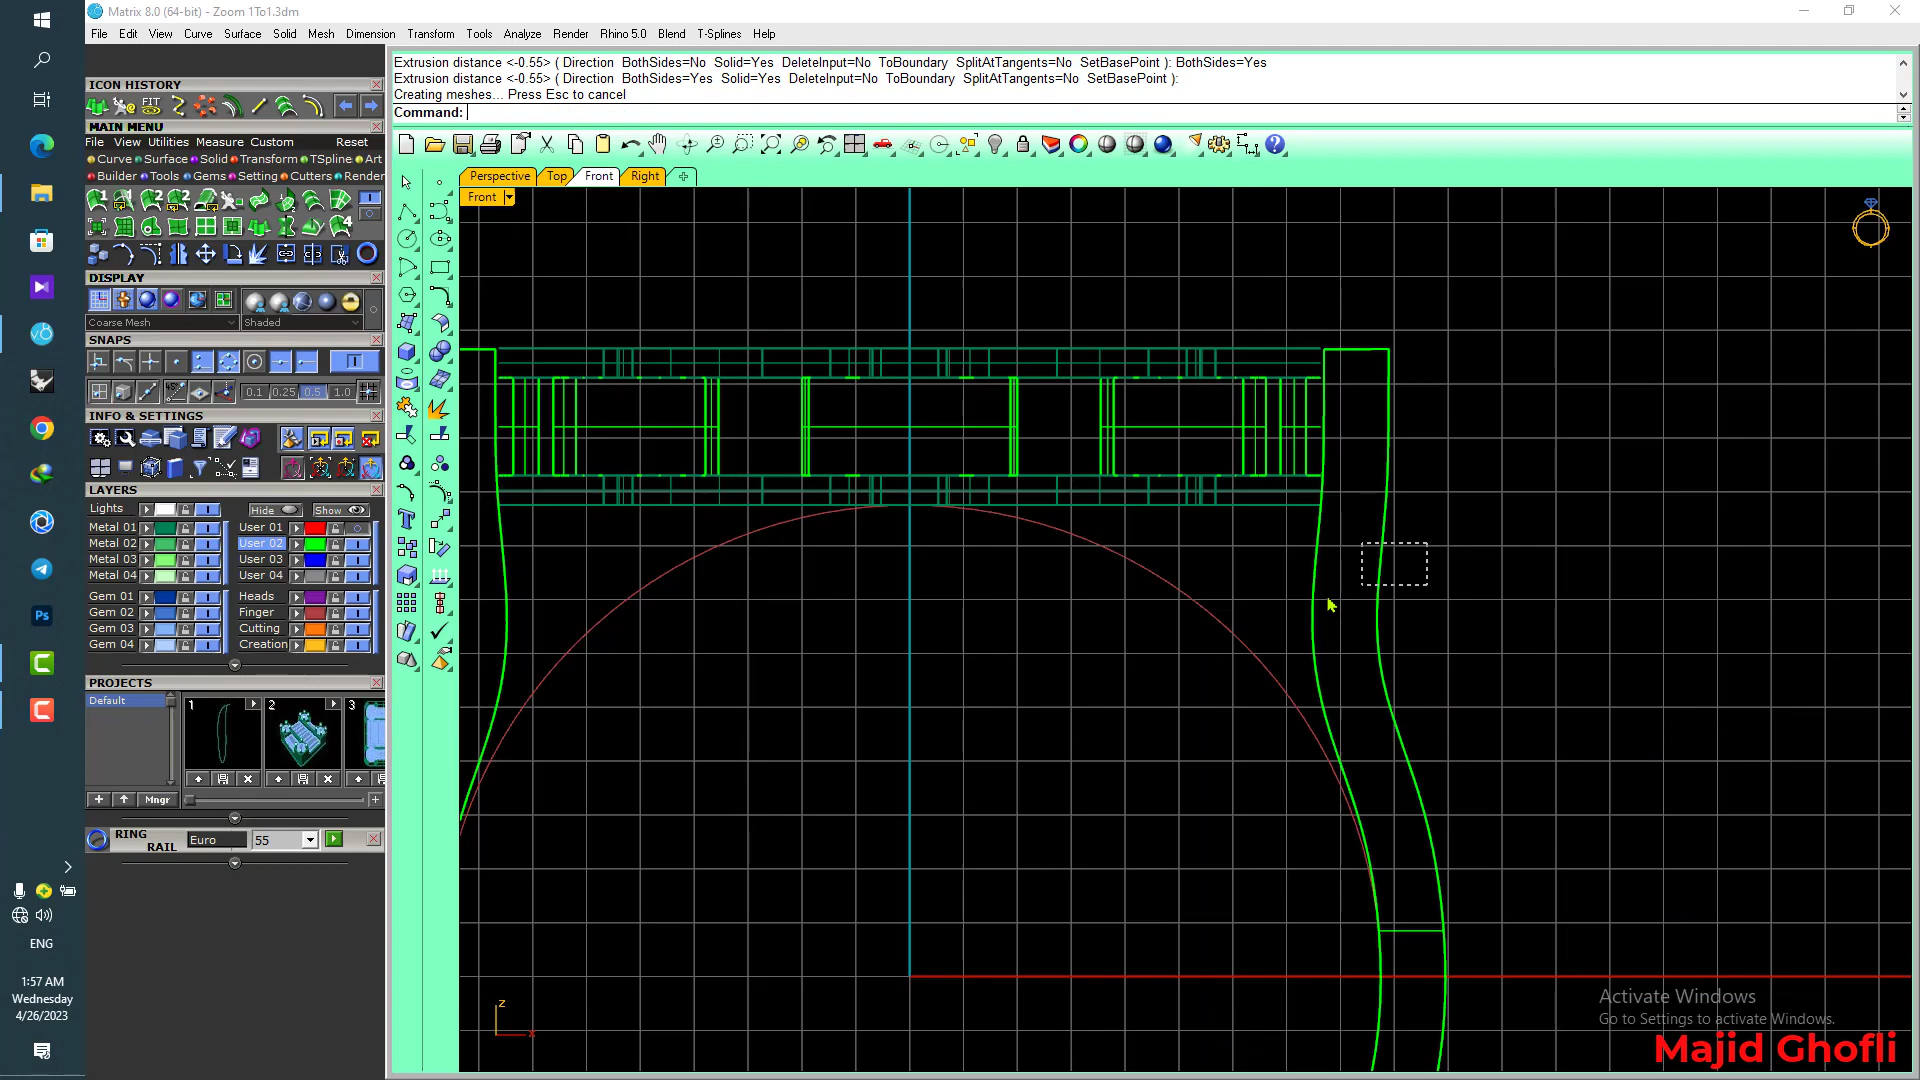 Matrix 8.0 (64-bit) - Zoom 1To1.3dm
File Edit View Curve Surface Solid Mesh Dimension Transform Tools Analyze Render Rhino 5.0 Blend T-Splines Help
Extrusion distance <-0.55> ( Direction BothSides=No Solid=Yes DeleteInput=No ToBoundary SplitAtTangents=No SetBasePoint ): BothSides=Yes
Extrusion distance <-0.55> ( Direction BothSides=Yes Solid=Yes DeleteInput=No ToBoundary SplitAtTangents=No SetBasePoint ):
Creating meshes... Press Esc to cancel
Command:
ICON HISTORY
FIT
MAIN MENU
File View Utilities Measure Custom Reset
Curve Surface Solid Transform TSpline Art
Builder Tools Gems Setting Cutters Render
1 2 2
4
DISPLAY
Coarse Mesh Shaded
SNAPS
45°
0.1 0.25 0.5 1.0
INFO & SETTINGS
LAYERS
Lights Hide Show
Metal 01 User 01
Metal 02 User 02
Metal 03 User 03
Metal 04 User 04
Gem 01 Heads
Gem 02 Finger
Gem 03 Cutting
Gem 04 Creation
PROJECTS
Default
1 2 3
Mngr
RING RAIL Euro 55
Perspective Top Front Right
Front
z
x
Ps
ENG
1:57 AM
Wednesday
4/26/2023
Activate Windows
Go to Settings to activate Windows.
Majid Ghofli